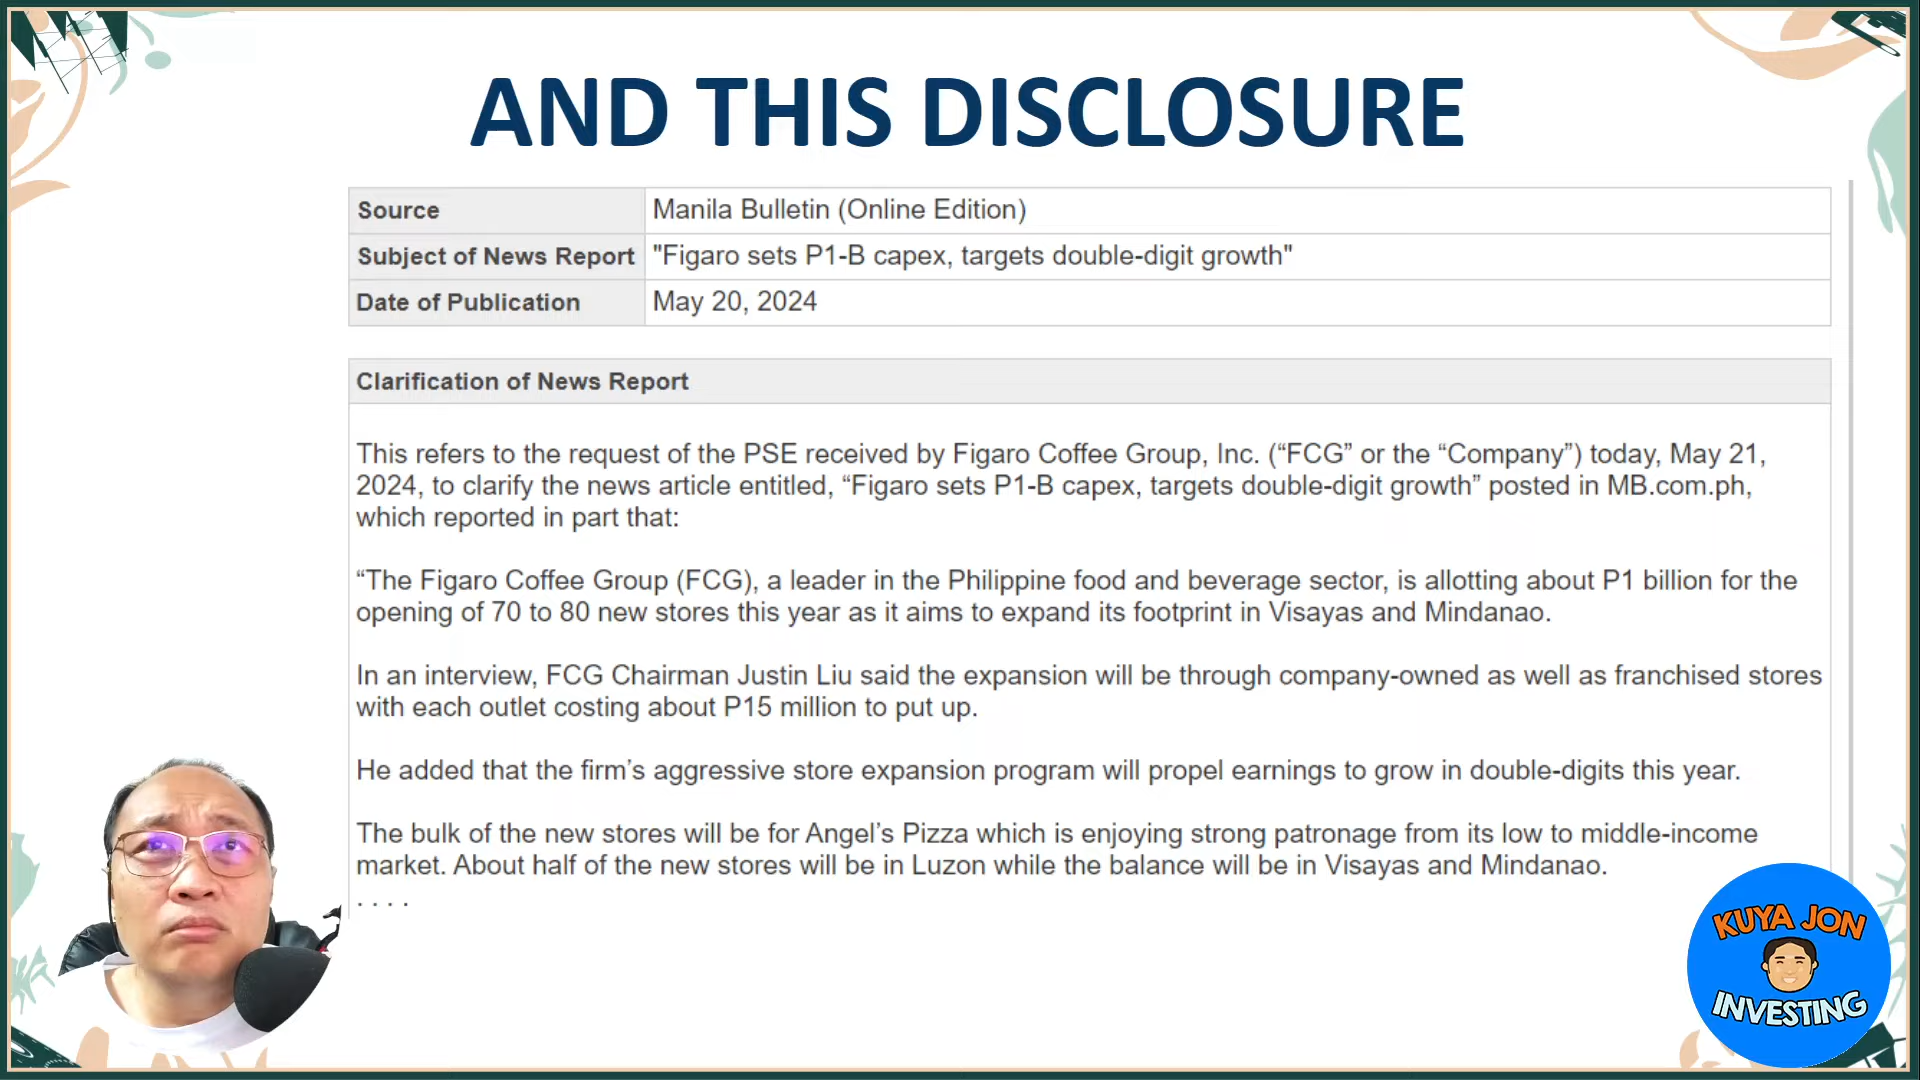 AND THIS DISCLOSURE
Source Manila Bulletin (Online Edition)
Subject of News Report "Figaro sets P1-B capex, targets double-digit growth"
Date of Publication May 20, 2024
Clarification of News Report
This refers to the request of the PSE received by Figaro Coffee Group, Inc. (“FCG” or the “Company”) today, May 21,
2024, to clarify the news article entitled, “Figaro sets P1-B capex, targets double-digit growth” posted in MB.com.ph,
which reported in part that:
“The Figaro Coffee Group (FCG), a leader in the Philippine food and beverage sector, is allotting about P1 billion for the
opening of 70 to 80 new stores this year as it aims to expand its footprint in Visayas and Mindanao.
In an interview, FCG Chairman Justin Liu said the expansion will be through company-owned as well as franchised stores
with each outlet costing about P15 million to put up.
He added that the firm’s aggressive store expansion program will propel earnings to grow in double-digits this year.
The bulk of the new stores will be for Angel’s Pizza which is enjoying strong patronage from its low to middle-income
market. About half of the new stores will be in Luzon while the balance will be in Visayas and Mindanao.
. . . .
KUYA JON
INVESTING